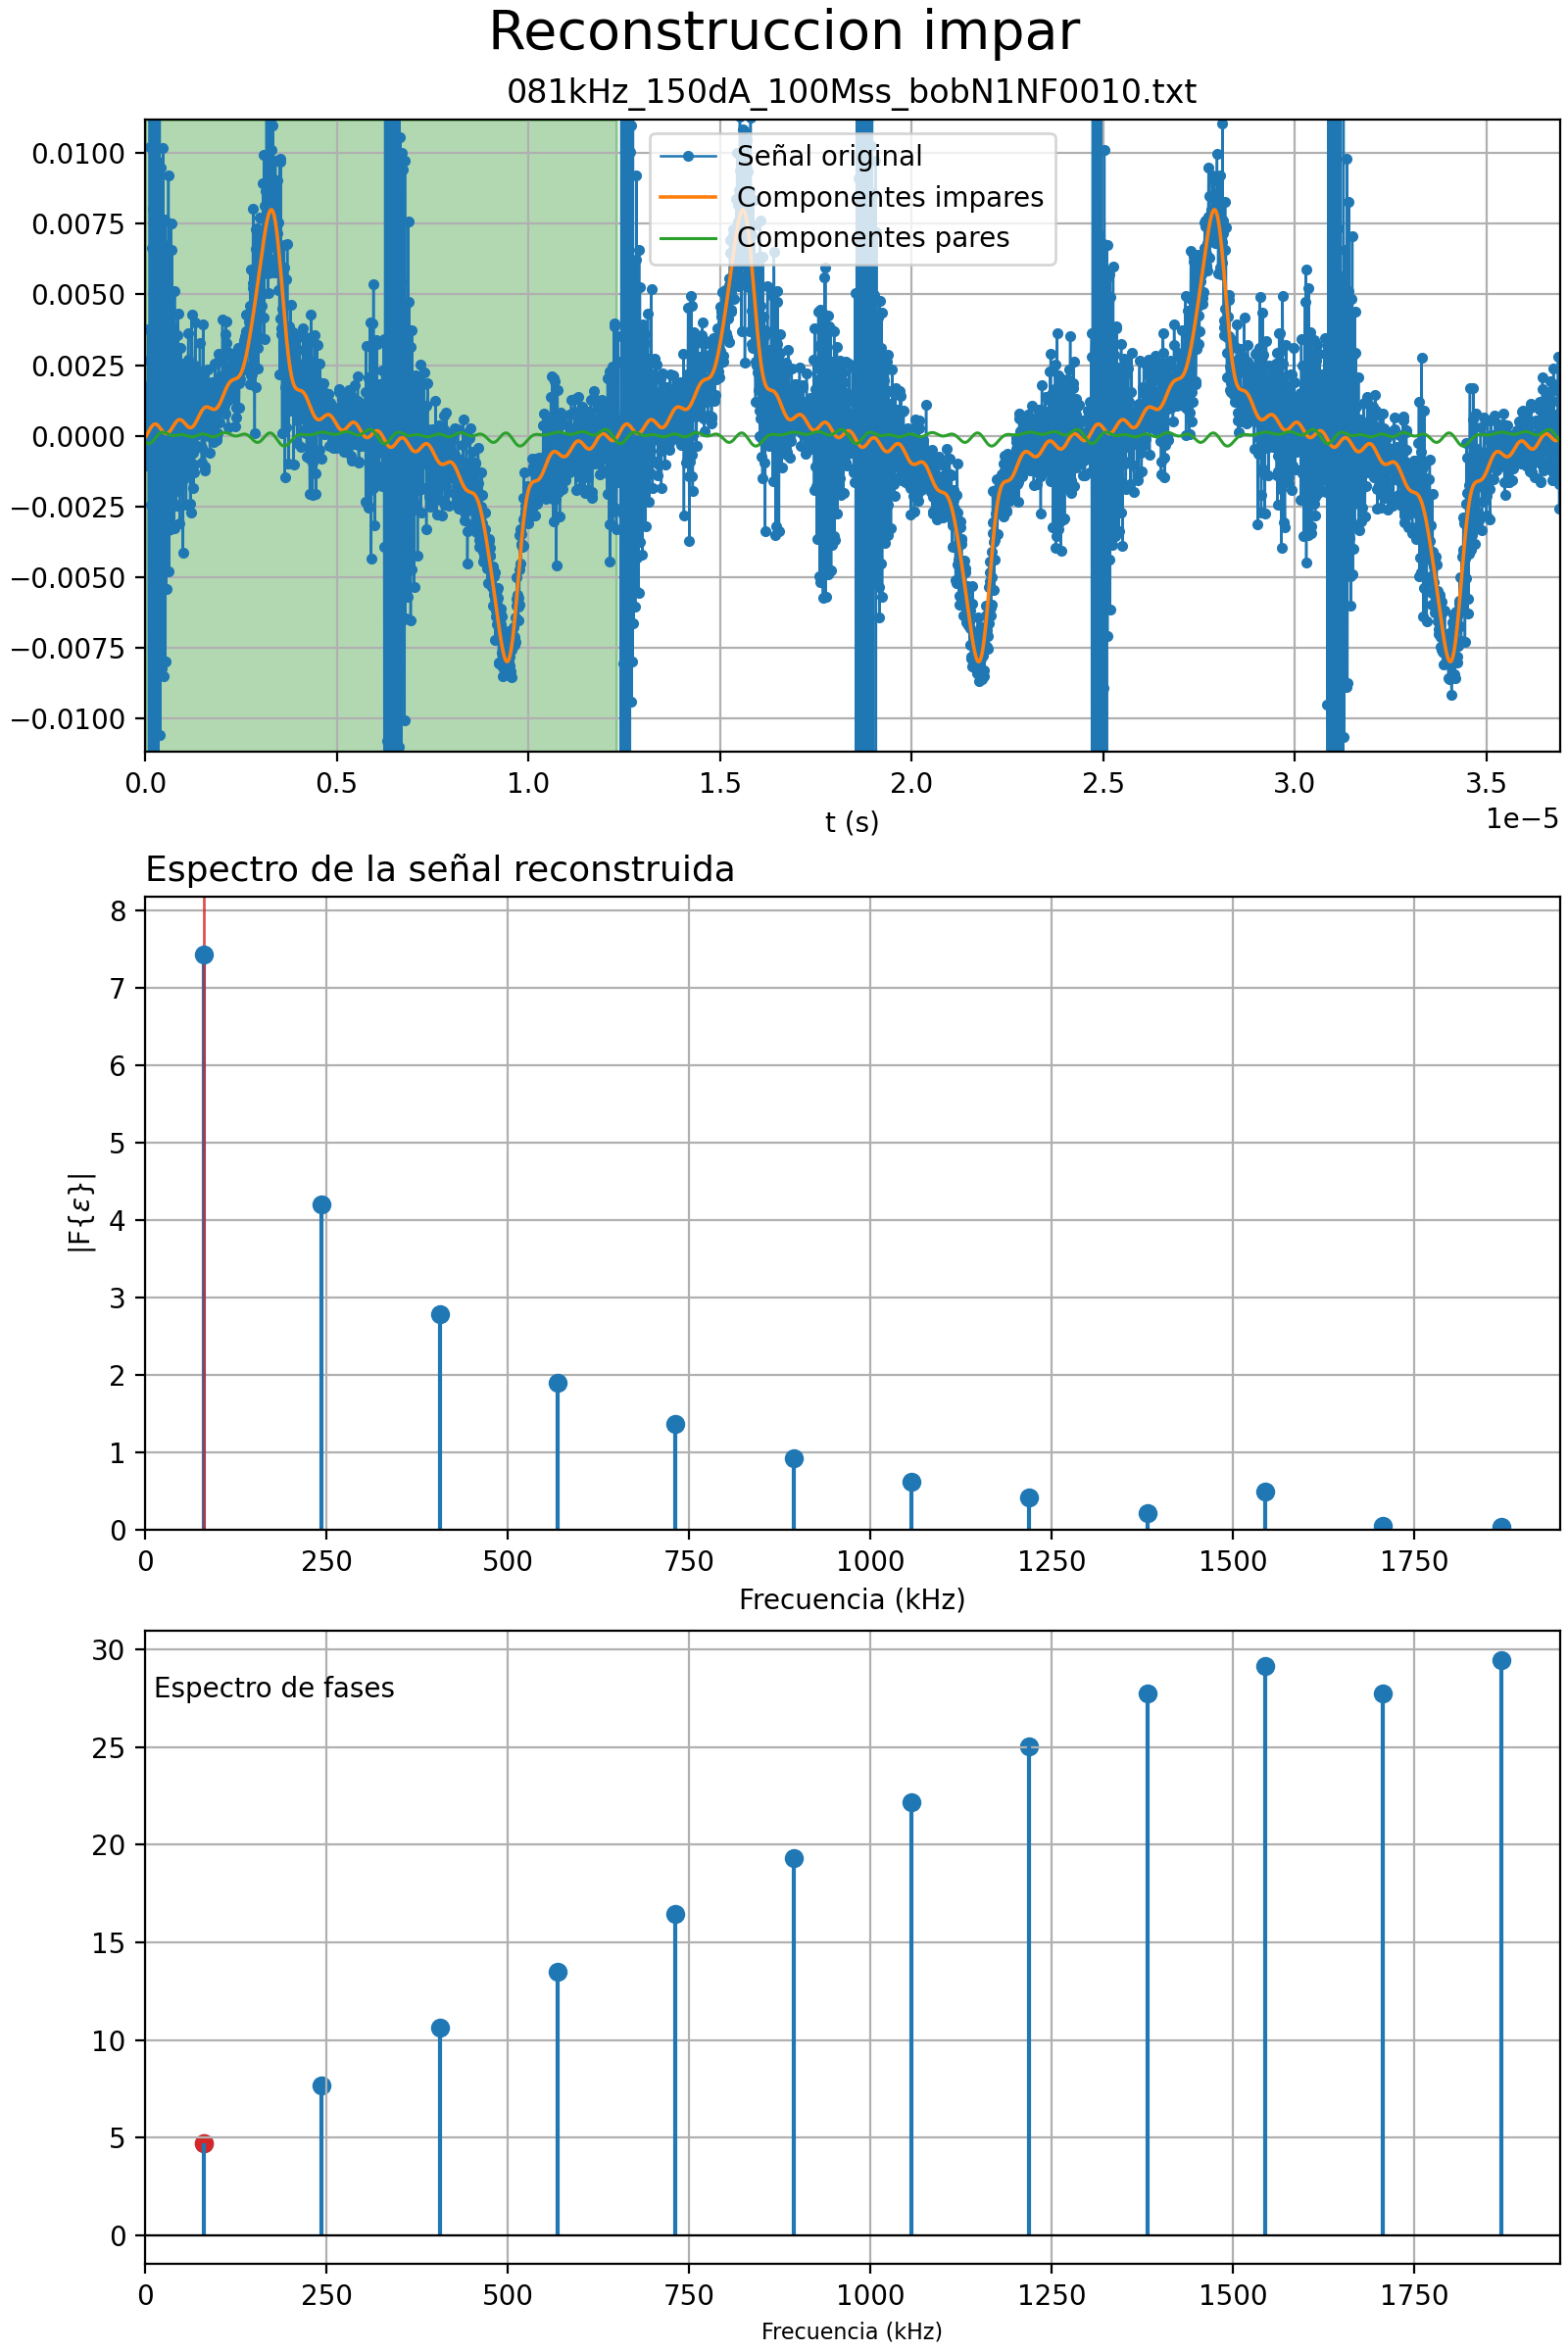 Reconstruccion impar
081kHz_150dA_100Mss_bobN1NF0010.txt
0.0100
0.0075
0.0050
0.0025
0.0000
−0.0025
−0.0050
−0.0075
−0.0100
Señal original
Componentes impares
Componentes pares
0.0 0.5 1.0 1.5 2.0 2.5 3.0 3.5
1e−5
t (s)
Espectro de la señal reconstruida
8
7
6
5
4
3
2
1
0
|F{ε}|
0 250 500 750 1000 1250 1500 1750
Frecuencia (kHz)
30
25
20
15
10
5
0
Espectro de fases
0 250 500 750 1000 1250 1500 1750
Frecuencia (kHz)